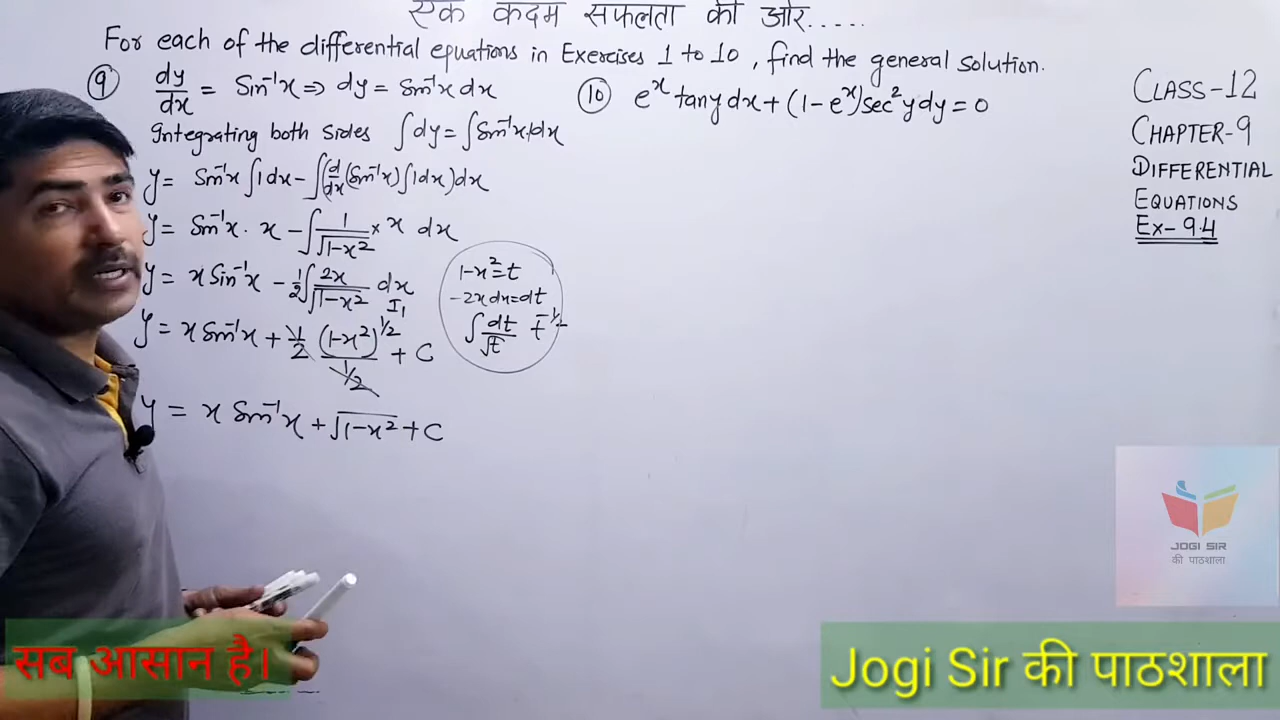 एक कदम सफलता की ओर.....
For each of the differential equations in Exercises 1 to 10, find the general solution.
⑨ dy/dx = Sin⁻¹x ⇒ dy = Sin⁻¹x dx
Integrating both sides ∫dy = ∫Sin⁻¹x.1dx
y = Sin⁻¹x ∫1dx - ∫(d/dx(Sin⁻¹x) ∫1dx)dx
y = Sin⁻¹x · x - ∫ 1/√(1-x²) × x dx
y = x Sin⁻¹x - 1/2 ∫ 2x/√(1-x²) dx
I₁
y = x Sin⁻¹x + 1/2 (1-x²)^1/2 / 1/2 + C
y = x Sin⁻¹x + √(1-x²) + C
1-x² = t
-2x dx = dt
∫ dt/√t t^-1/2
⑩ eˣ tany dx + (1-eˣ) sec²y dy = 0
CLASS-12
CHAPTER-9
DIFFERENTIAL
EQUATIONS
Ex-9.4
JOGI SIR
की पाठशाला
सब आसान है।
Jogi Sir की पाठशाला